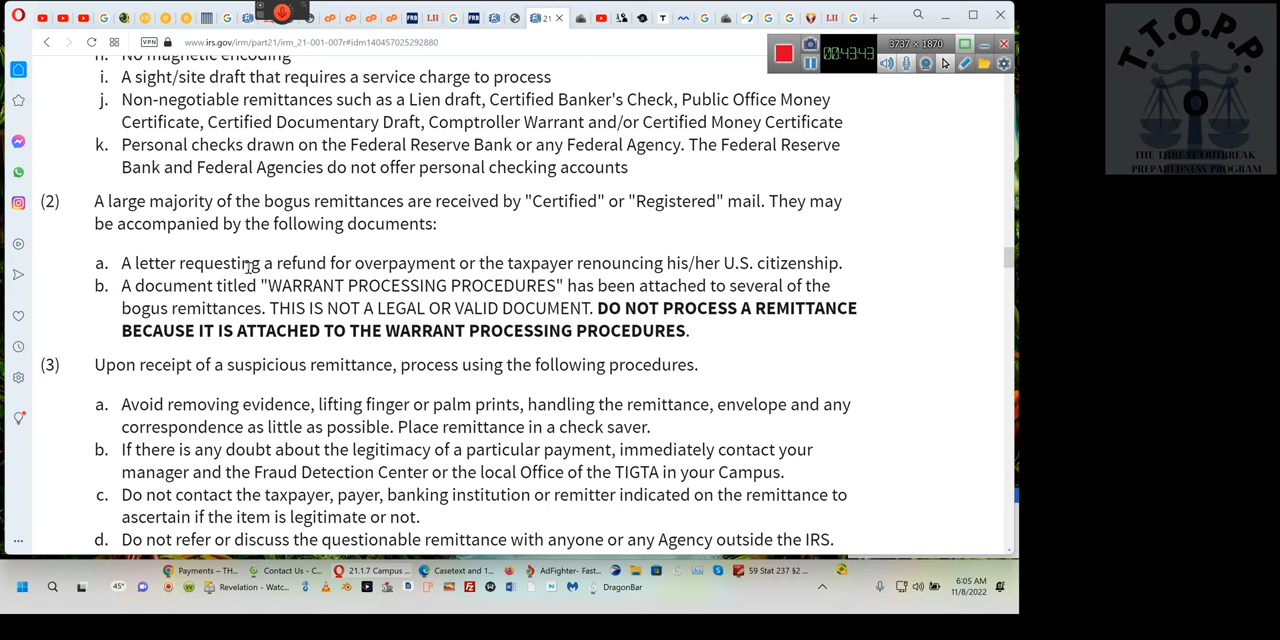 21
VPN
www.irs.gov/irm/part21/irm_21-001-007r#idm140457025292880
00:43:43
3737 × 1870
T.T.O.P.P.
THE THREAT OUTBREAK
PREPAREDNESS PROGRAM
h. No magnetic encoding
i. A sight/site draft that requires a service charge to process
j. Non-negotiable remittances such as a Lien draft, Certified Banker's Check, Public Office Money
Certificate, Certified Documentary Draft, Comptroller Warrant and/or Certified Money Certificate
k. Personal checks drawn on the Federal Reserve Bank or any Federal Agency. The Federal Reserve
Bank and Federal Agencies do not offer personal checking accounts
(2) A large majority of the bogus remittances are received by "Certified" or "Registered" mail. They may
be accompanied by the following documents:
a. A letter requesting a refund for overpayment or the taxpayer renouncing his/her U.S. citizenship.
b. A document titled "WARRANT PROCESSING PROCEDURES" has been attached to several of the
bogus remittances. THIS IS NOT A LEGAL OR VALID DOCUMENT. DO NOT PROCESS A REMITTANCE
BECAUSE IT IS ATTACHED TO THE WARRANT PROCESSING PROCEDURES.
(3) Upon receipt of a suspicious remittance, process using the following procedures.
a. Avoid removing evidence, lifting finger or palm prints, handling the remittance, envelope and any
correspondence as little as possible. Place remittance in a check saver.
b. If there is any doubt about the legitimacy of a particular payment, immediately contact your
manager and the Fraud Detection Center or the local Office of the TIGTA in your Campus.
c. Do not contact the taxpayer, payer, banking institution or remitter indicated on the remittance to
ascertain if the item is legitimate or not.
d. Do not refer or discuss the questionable remittance with anyone or any Agency outside the IRS.
Payments – TH...
Contact Us – C...
21.1.7 Campus ...
Casetext and 1...
AdFighter- Fast...
59 Stat 237 §2 ...
45°
Revelation - Watc...
DragonBar
6:05 AM
11/8/2022